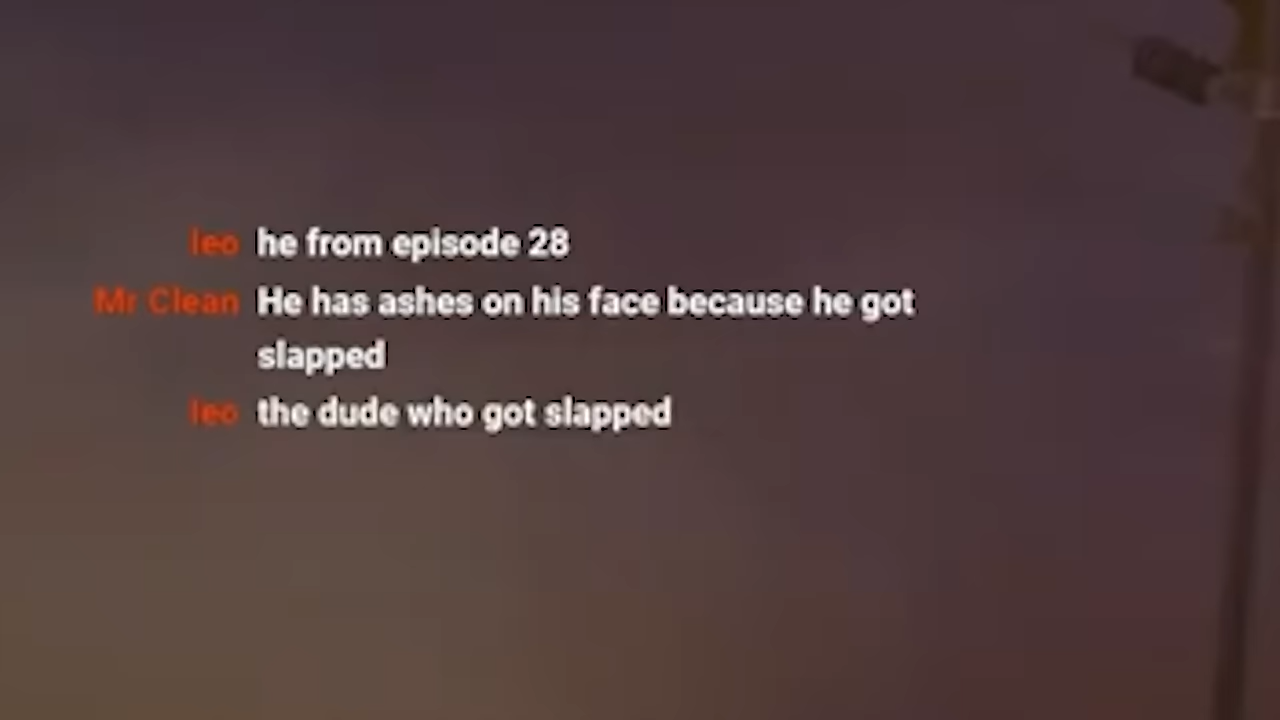 leo he from episode 28
Mr Clean He has ashes on his face because he got
slapped
leo the dude who got slapped